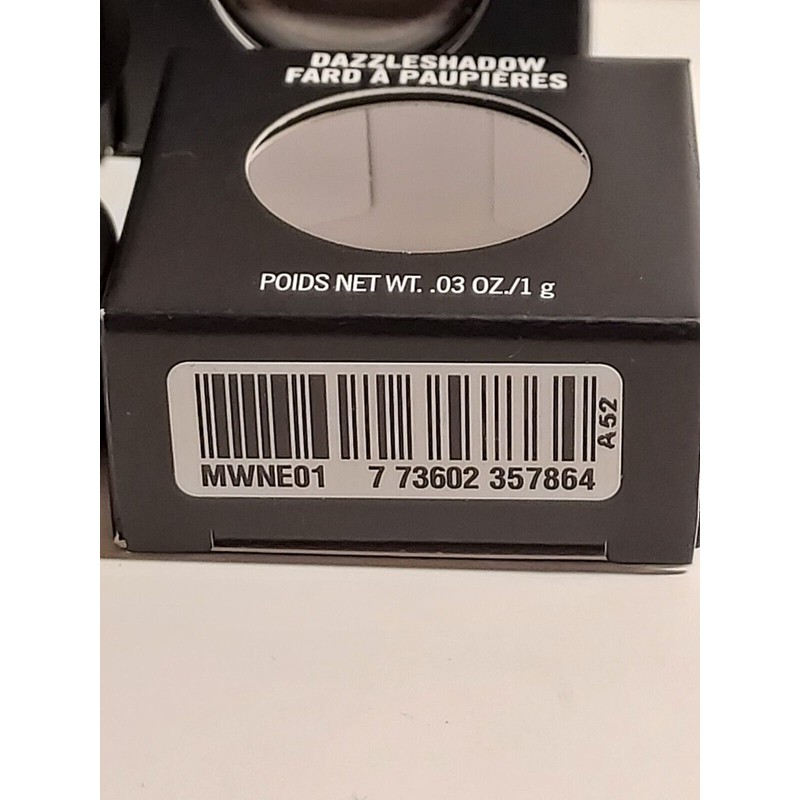 DAZZLESHADOW
FARD À PAUPIÈRES
POIDS NET WT. .03 OZ./1 g
MWNE01 7 73602 357864
A52